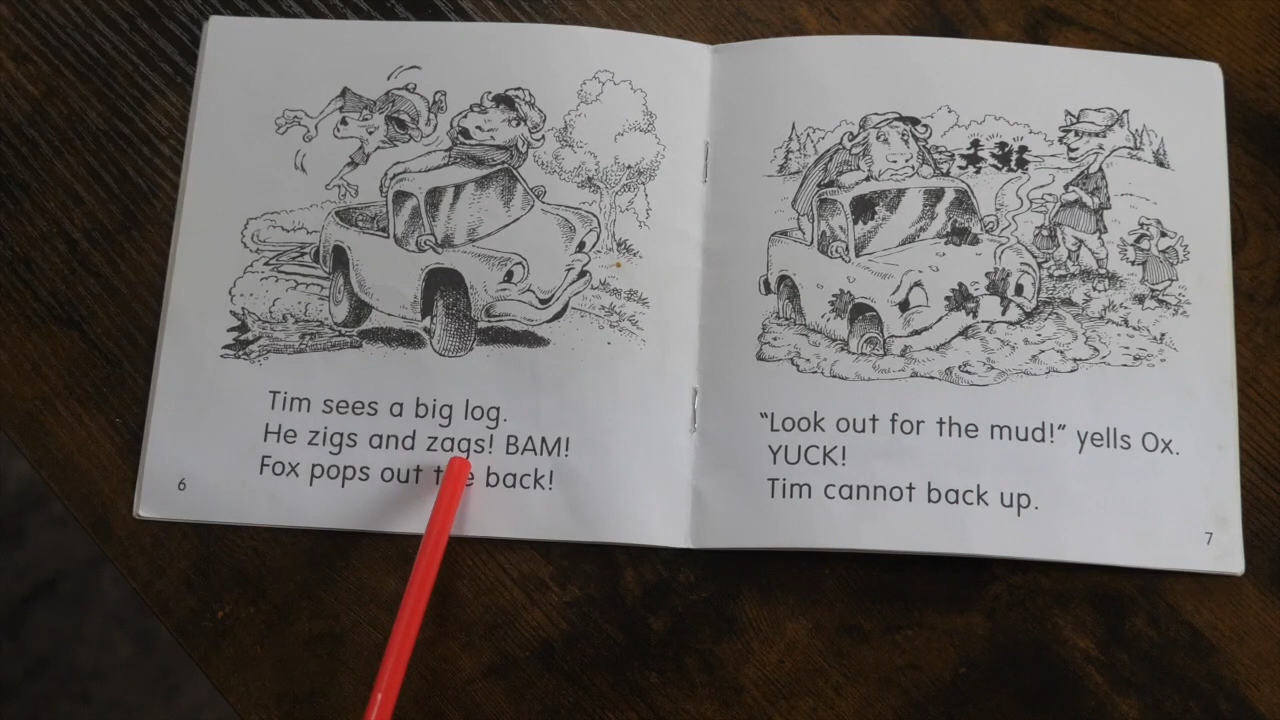 Tim sees a big log.
He zigs and zags! BAM!
Fox pops out the back!
6
"Look out for the mud!" yells Ox.
YUCK!
Tim cannot back up.
7